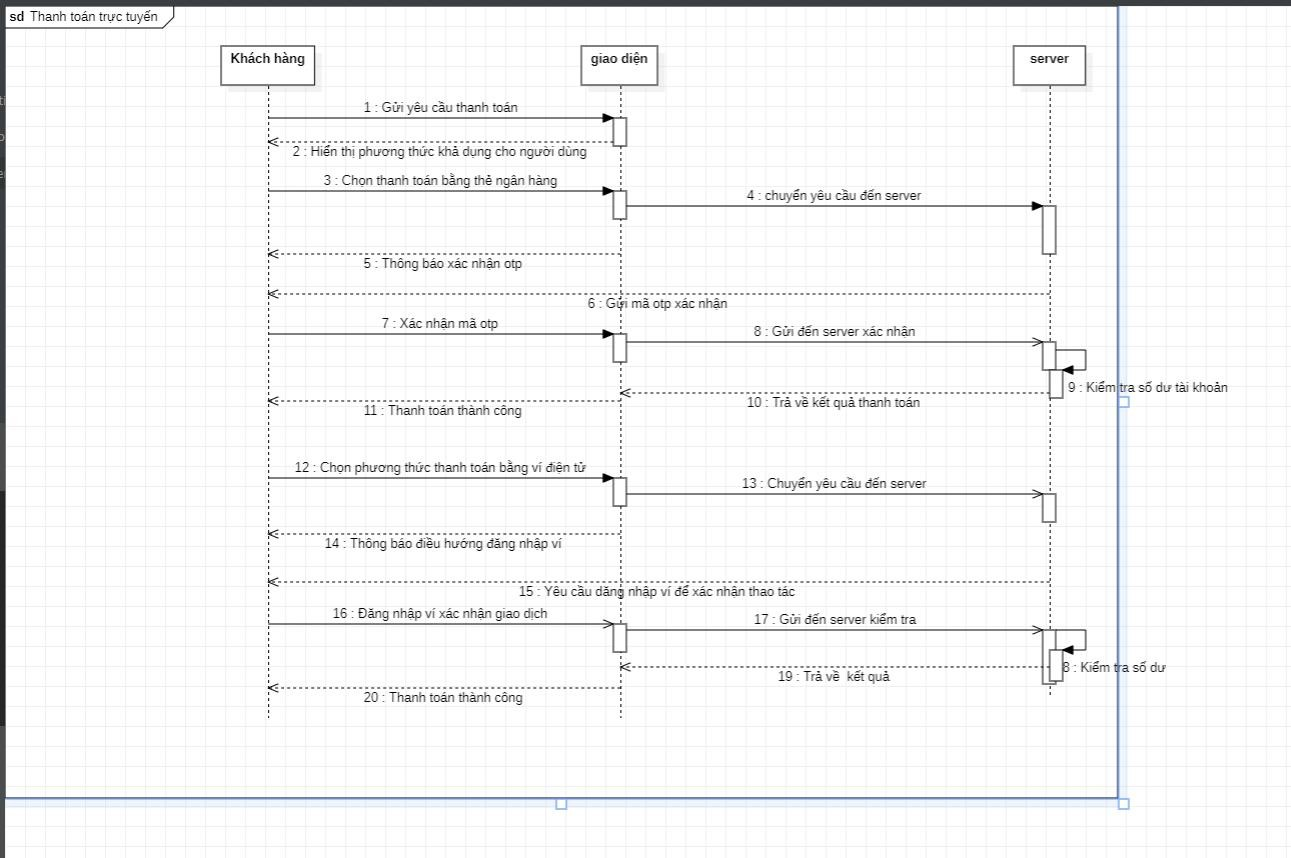 sd Thanh toán trực tuyến
Khách hàng
giao diện
server
1 : Gửi yêu cầu thanh toán
2 : Hiển thị phương thức khả dụng cho người dùng
3 : Chọn thanh toán bằng thẻ ngân hàng
4 : chuyển yêu cầu đến server
5 : Thông báo xác nhận otp
6 : Gửi mã otp xác nhận
7 : Xác nhận mã otp
8 : Gửi đến server xác nhận
9 : Kiểm tra số dư tài khoản
10 : Trả về kết quả thanh toán
11 : Thanh toán thành công
12 : Chọn phương thức thanh toán bằng ví điện tử
13 : Chuyển yêu cầu đến server
14 : Thông báo điều hướng đăng nhập ví
15 : Yêu cầu dăng nhập ví để xác nhận thao tác
16 : Đăng nhập ví xác nhận giao dịch
17 : Gửi đến server kiểm tra
8 : Kiểm tra số dư
19 : Trả về kết quả
20 : Thanh toán thành công